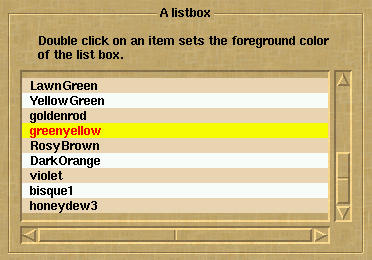 A listbox
Double click on an item sets the foreground color
of the list box.
LawnGreen
YellowGreen
goldenrod
greenyellow
RosyBrown
DarkOrange
violet
bisque1
honeydew3